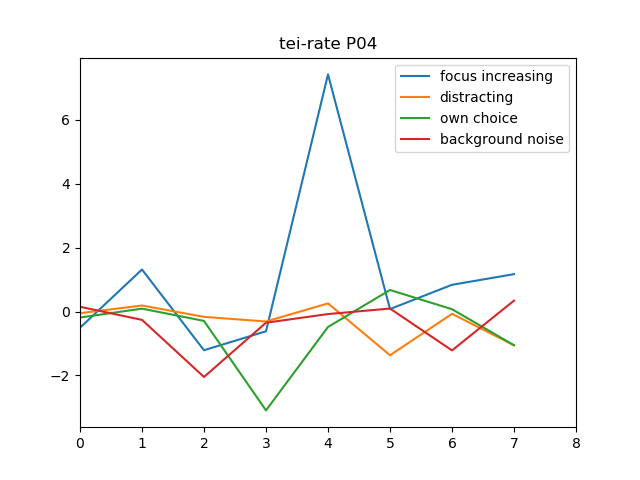 tei-rate P04
focus increasing
distracting
own choice
background noise
6
4
2
0
−2
0 1 2 3 4 5 6 7 8